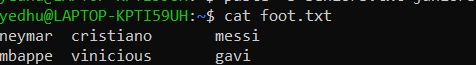 yedhu@LAPTOP-KPTI59UH:~$ cat foot.txt
neymar cristiano messi
mbappe vinicious gavi